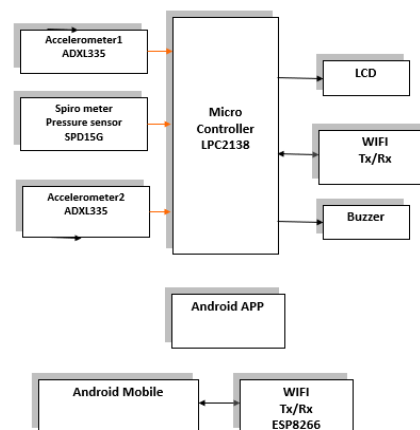 Accelerometer1
ADXL335
Spiro meter
Pressure sensor
SPD15G
Accelerometer2
ADXL335
Micro
Controller
LPC2138
LCD
WIFI
Tx/Rx
Buzzer
Android APP
Android Mobile
WIFI
Tx/Rx
ESP8266